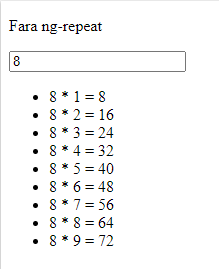 Fara ng-repeat
8
8 * 1 = 8
8 * 2 = 16
8 * 3 = 24
8 * 4 = 32
8 * 5 = 40
8 * 6 = 48
8 * 7 = 56
8 * 8 = 64
8 * 9 = 72